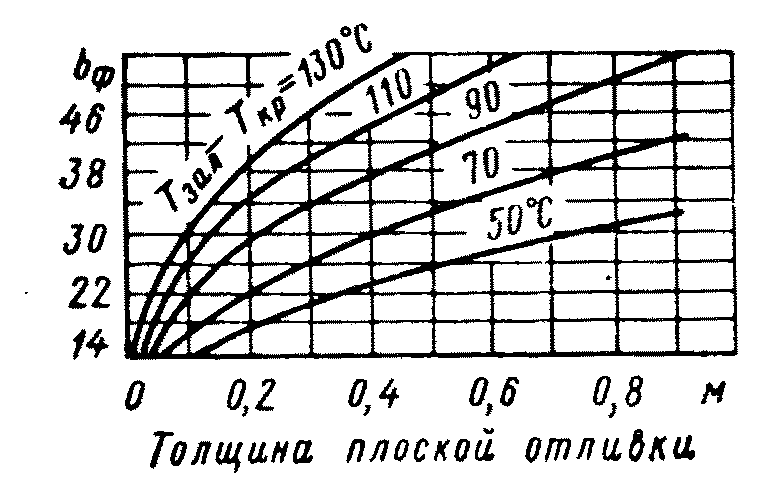 bф
46
38
30
22
14
Tзал - Tкр = 130°C
110
90
70
50°C
0 0,2 0,4 0,6 0,8 м
Толщина плоской отливки